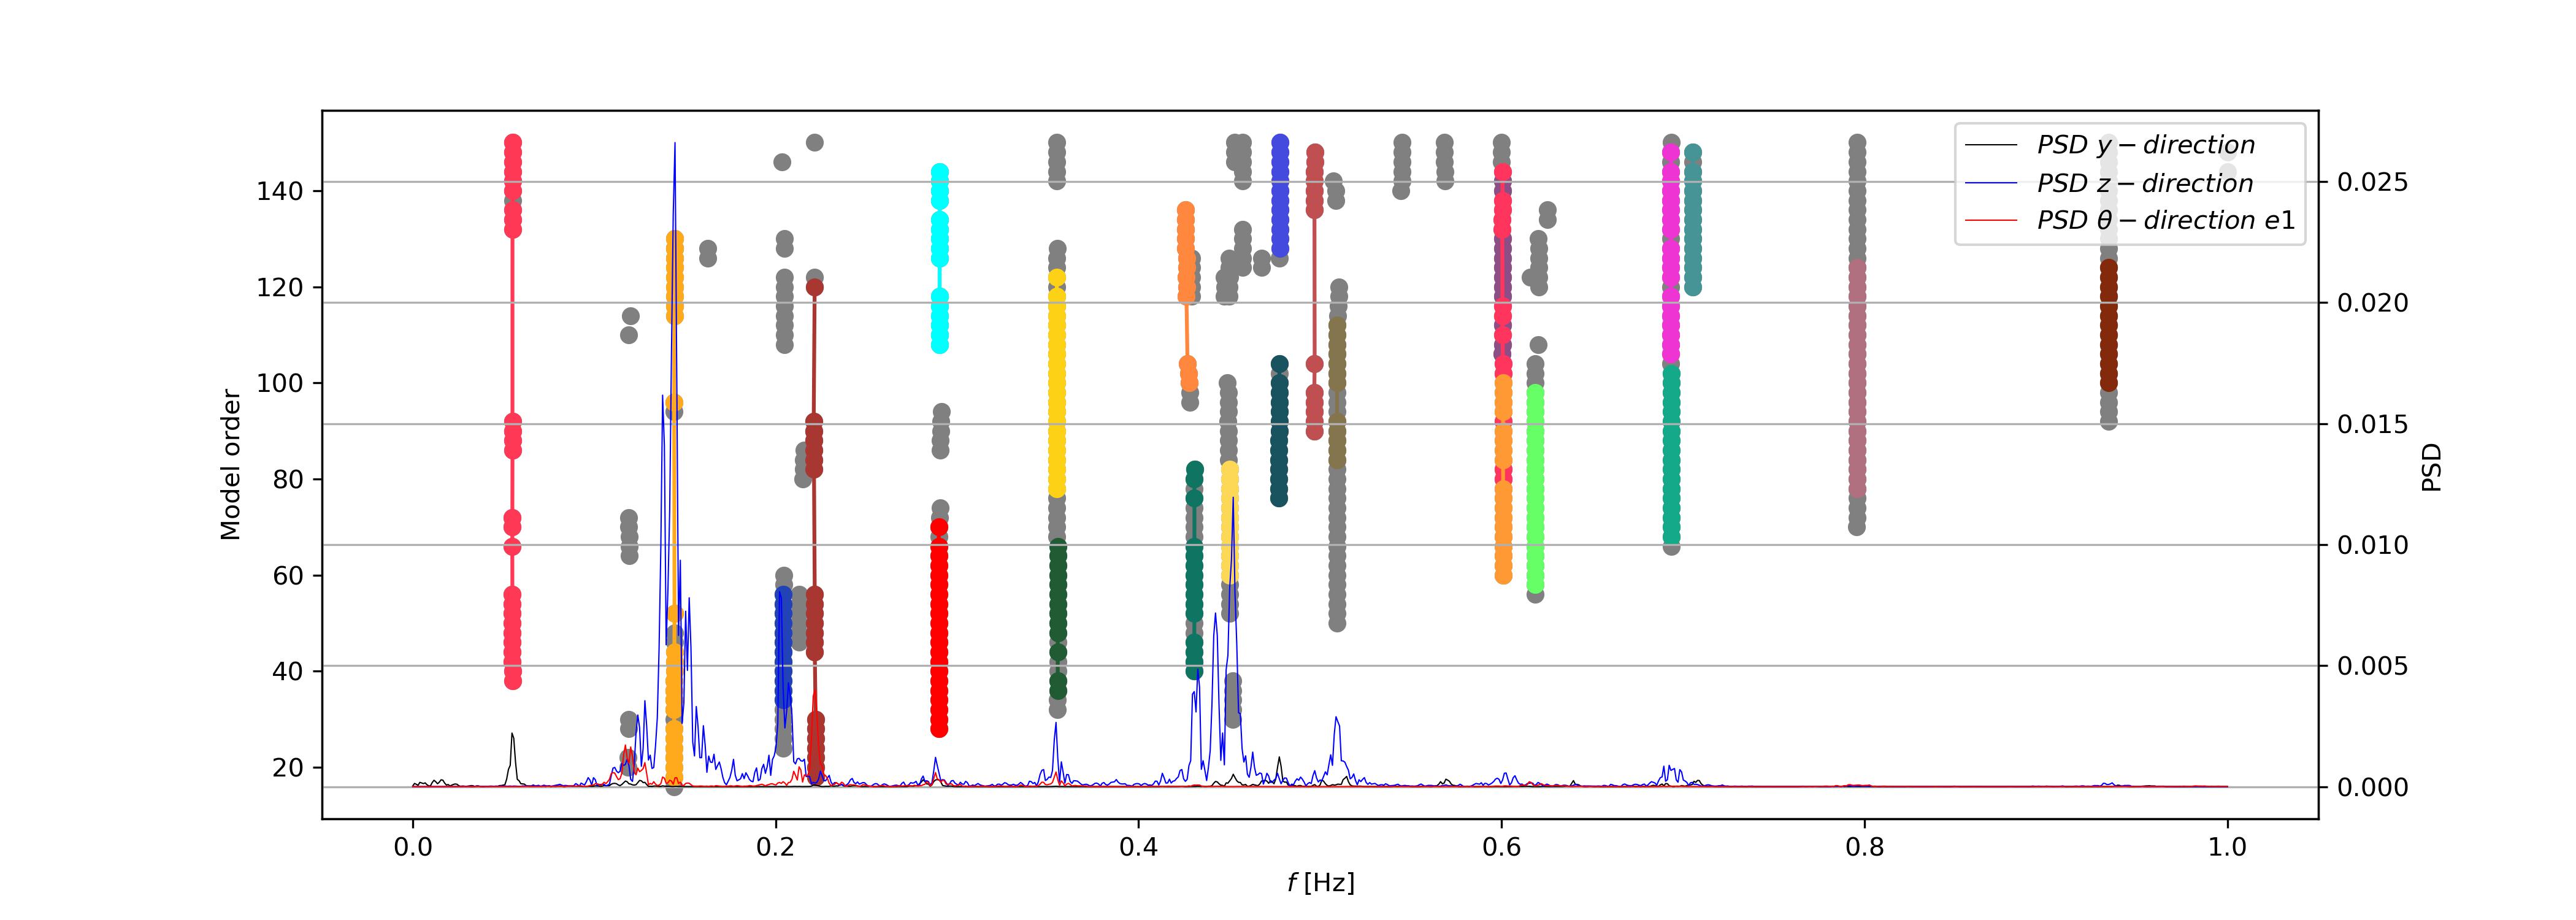 PSD y − direction
PSD z − direction
PSD θ − direction e1
140
120
100
80
60
40
20
Model order
0.025
0.020
0.015
0.010
0.005
0.000
PSD
0.0 0.2 0.4 0.6 0.8 1.0
f [Hz]